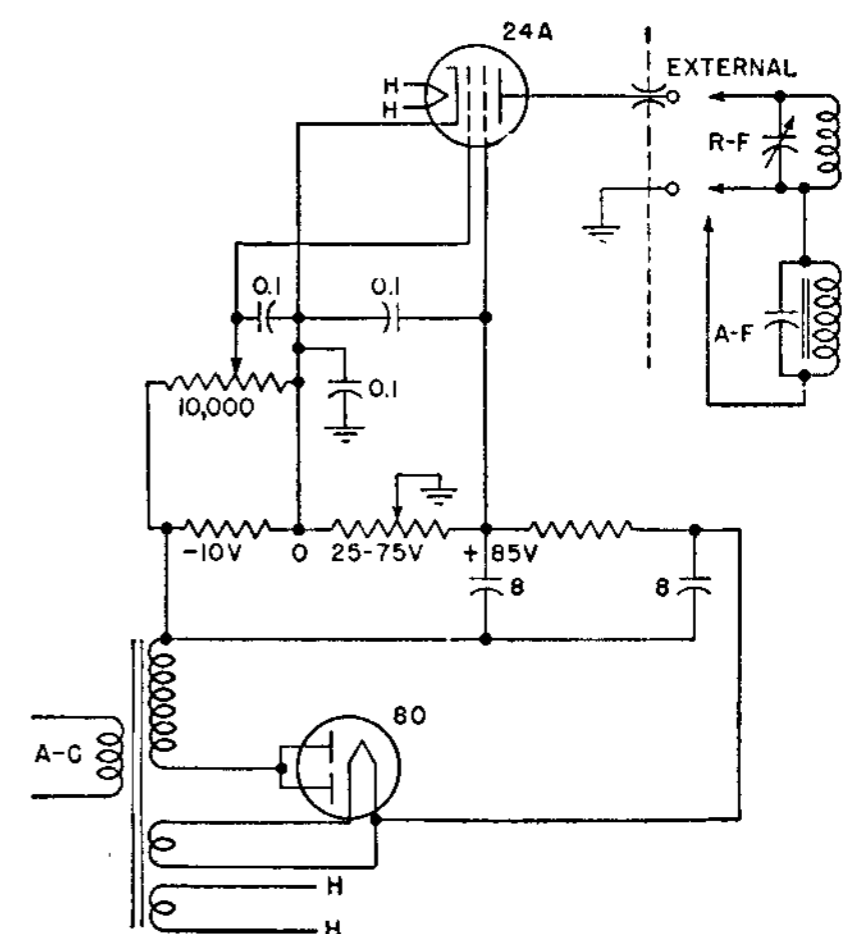 24A
EXTERNAL
H
H
R-F
0.1
0.1
A-F
0.1
10,000
-10V
0
25-75V
+85V
8
8
80
A-C
H
H